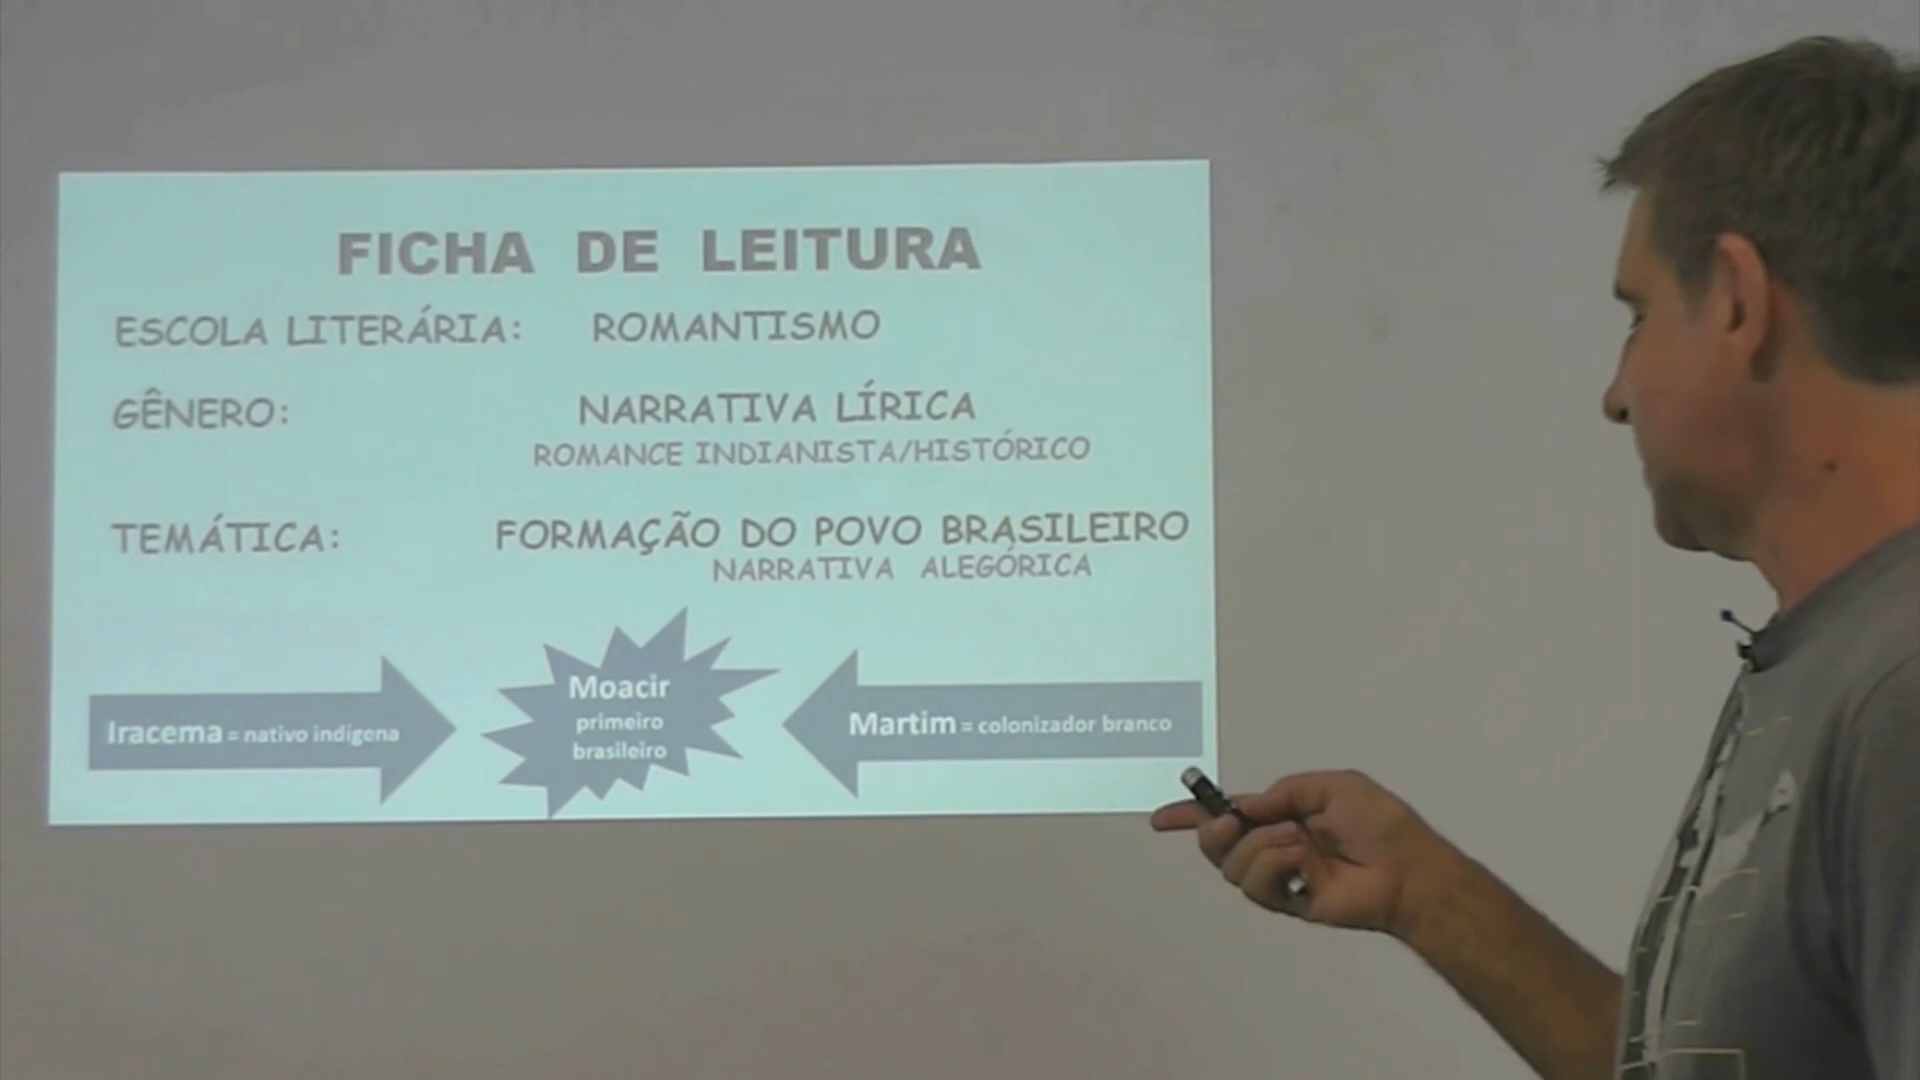 FICHA DE LEITURA
ESCOLA LITERÁRIA: ROMANTISMO
GÊNERO: NARRATIVA LÍRICA
ROMANCE INDIANISTA/HISTÓRICO
TEMÁTICA: FORMAÇÃO DO POVO BRASILEIRO
NARRATIVA ALEGÓRICA
Iracema = nativo indígena
Moacir
primeiro
brasileiro
Martim = colonizador branco